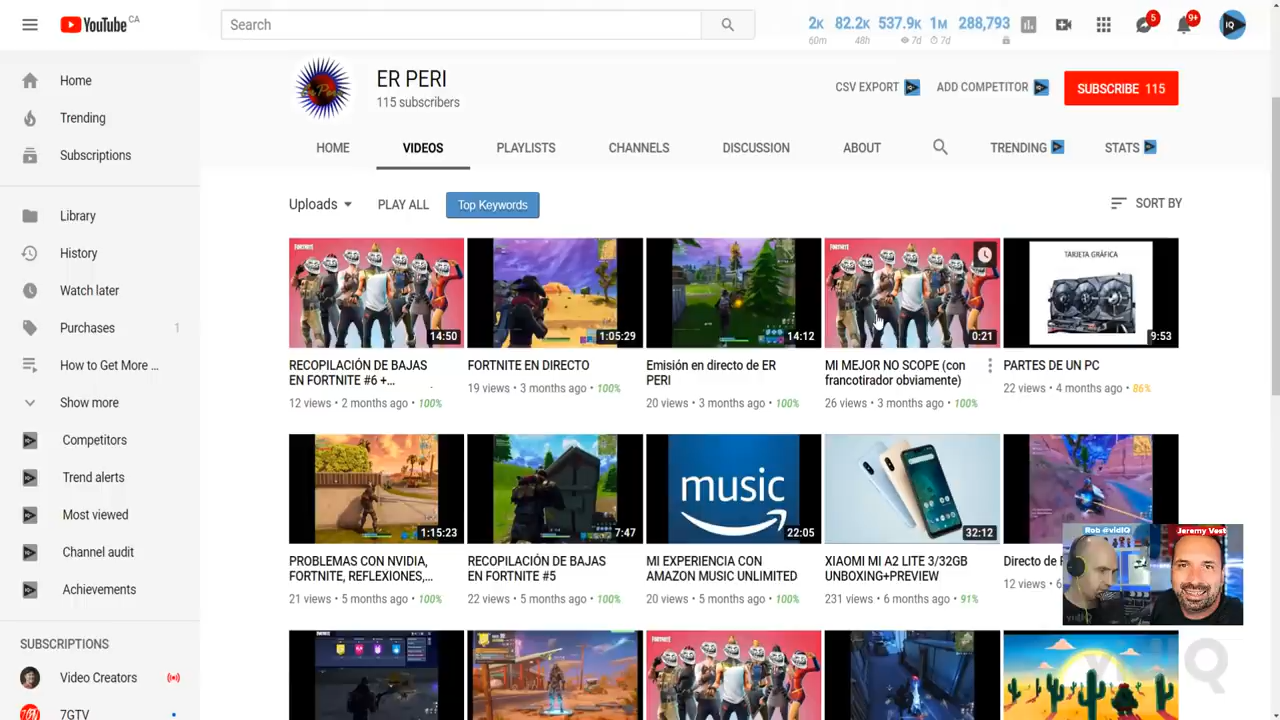 YouTube CA
Search
2K 82.2K 537.9K 1M 288,793
60m 48h 7d 7d
5
9+
IQ
Home
Trending
Subscriptions
Library
History
Watch later
Purchases 1
How to Get More ...
Show more
Competitors
Trend alerts
Most viewed
Channel audit
Achievements
SUBSCRIPTIONS
Video Creators
7GTV
ER PERI
115 subscribers
CSV EXPORT
ADD COMPETITOR
SUBSCRIBE 115
HOME VIDEOS PLAYLISTS CHANNELS DISCUSSION ABOUT TRENDING STATS
Uploads PLAY ALL Top Keywords SORT BY
FORTNITE
14:50
1:05:29
14:12
FORTNITE
0:21
TARJETA GRÁFICA
9:53
RECOPILACIÓN DE BAJAS
EN FORTNITE #6 +...
12 views • 2 months ago • 100%
FORTNITE EN DIRECTO
19 views • 3 months ago • 100%
Emisión en directo de ER
PERI
20 views • 3 months ago • 100%
MI MEJOR NO SCOPE (con
francotirador obviamente)
26 views • 3 months ago • 100%
PARTES DE UN PC
22 views • 4 months ago • 86%
1:15:23
7:47
music
22:05
32:12
Rob @vidIQ
Jeremy Vest
PROBLEMAS CON NVIDIA,
FORTNITE, REFLEXIONES,...
21 views • 5 months ago • 100%
RECOPILACIÓN DE BAJAS
EN FORTNITE #5
22 views • 5 months ago • 100%
MI EXPERIENCIA CON
AMAZON MUSIC UNLIMITED
20 views • 5 months ago • 100%
XIAOMI MI A2 LITE 3/32GB
UNBOXING+PREVIEW
231 views • 6 months ago • 91%
Directo de
12 views • 6
FORTNITE